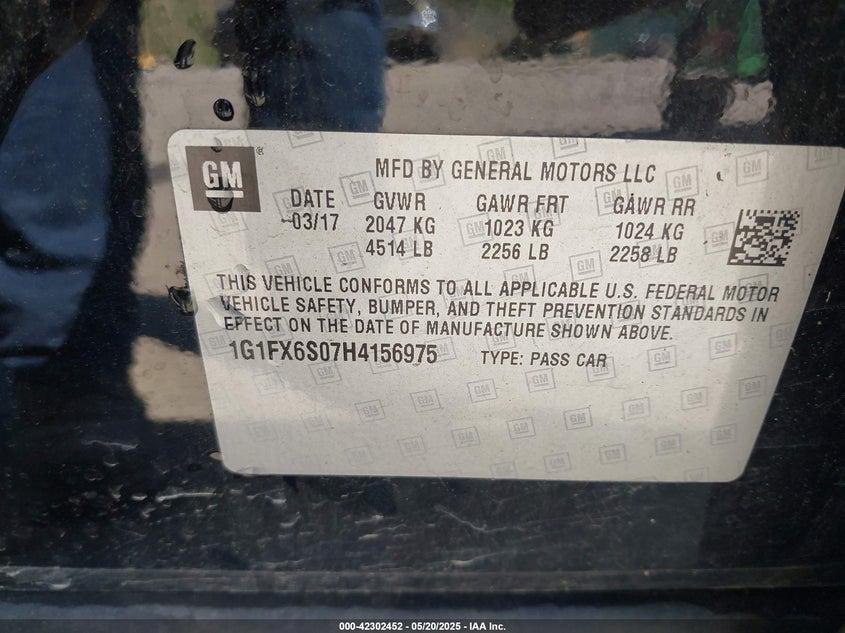 GM
MFD BY GENERAL MOTORS LLC
DATE GVWR GAWR FRT GAWR RR
03/17 2047 KG 1023 KG 1024 KG
4514 LB 2256 LB 2258 LB
THIS VEHICLE CONFORMS TO ALL APPLICABLE U.S. FEDERAL MOTOR
VEHICLE SAFETY, BUMPER, AND THEFT PREVENTION STANDARDS IN
EFFECT ON THE DATE OF MANUFACTURE SHOWN ABOVE.
1G1FX6S07H4156975 TYPE: PASS CAR
000-42302452 | 05/20/2025 - IAA Inc.